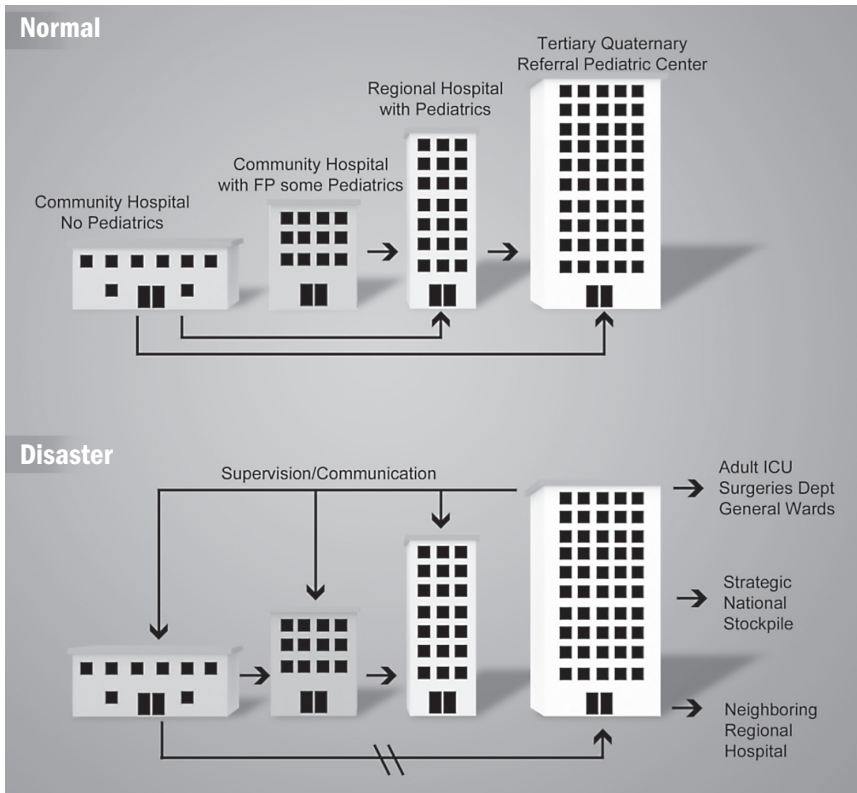 Normal
Tertiary Quaternary
Referral Pediatric Center
Regional Hospital
with Pediatrics
Community Hospital
with FP some Pediatrics
Community Hospital
No Pediatrics
Disaster
Supervision/Communication
Adult ICU
Surgeries Dept
General Wards
Strategic
National
Stockpile
Neighboring
Regional
Hospital